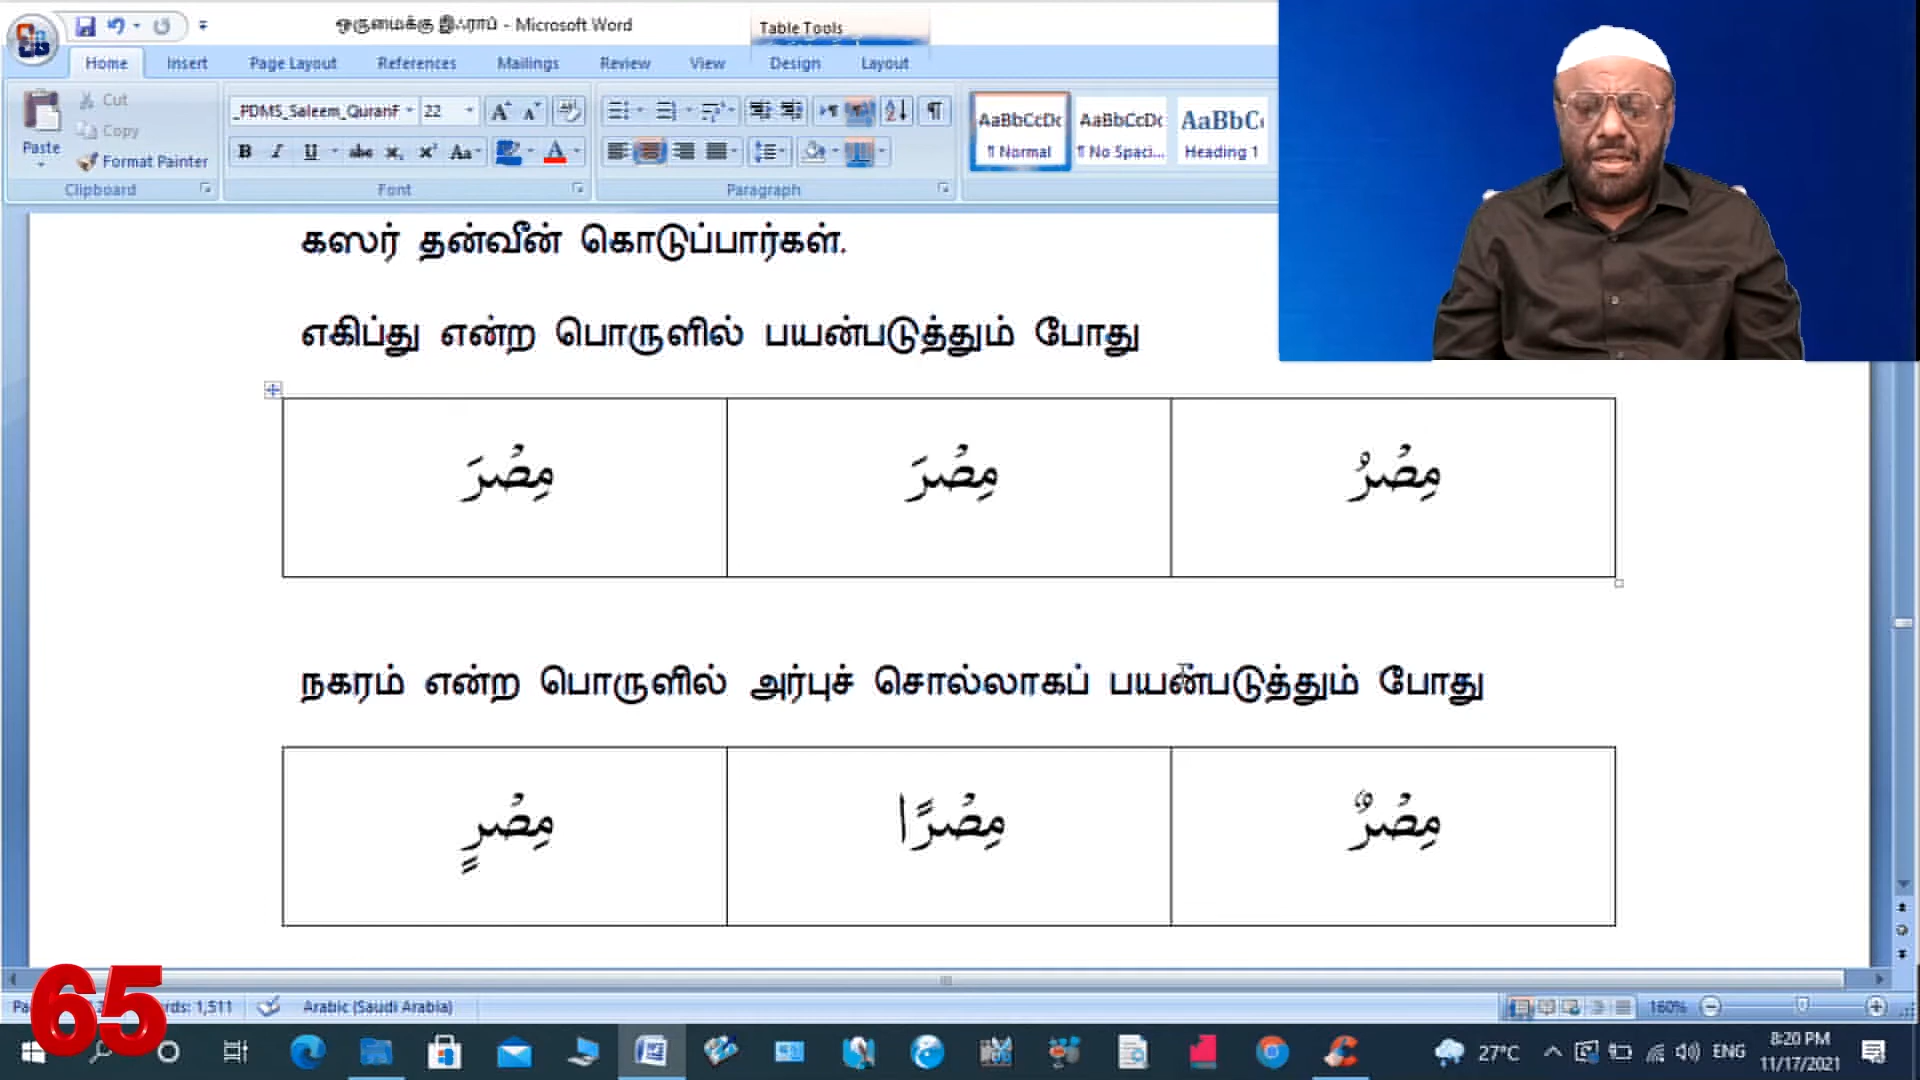 ஒருமைக்கு இஃராப் - Microsoft Word
Table Tools
Home Insert Page Layout References Mailings Review View Design Layout
Paste
Cut
Copy
Format Painter
Clipboard
_PDMS_Saleem_QuranF 22
Font
Paragraph
AaBbCcDc AaBbCcDc AaBbC
¶ Normal ¶ No Spaci... Heading 1
கஸர் தன்வீன் கொடுப்பார்கள்.
எகிப்து என்ற பொருளில் பயன்படுத்தும் போது
مِصْرُ مِصْرَ مِصْرَ
நகரம் என்ற பொருளில் அர்புச் சொல்லாகப் பயன்படுத்தும் போது
مِصْرٌ مِصْرًا مِصْرٍ
65
1,511 Arabic (Saudi Arabia) 160%
27°C ENG 8:20 PM
11/17/2021